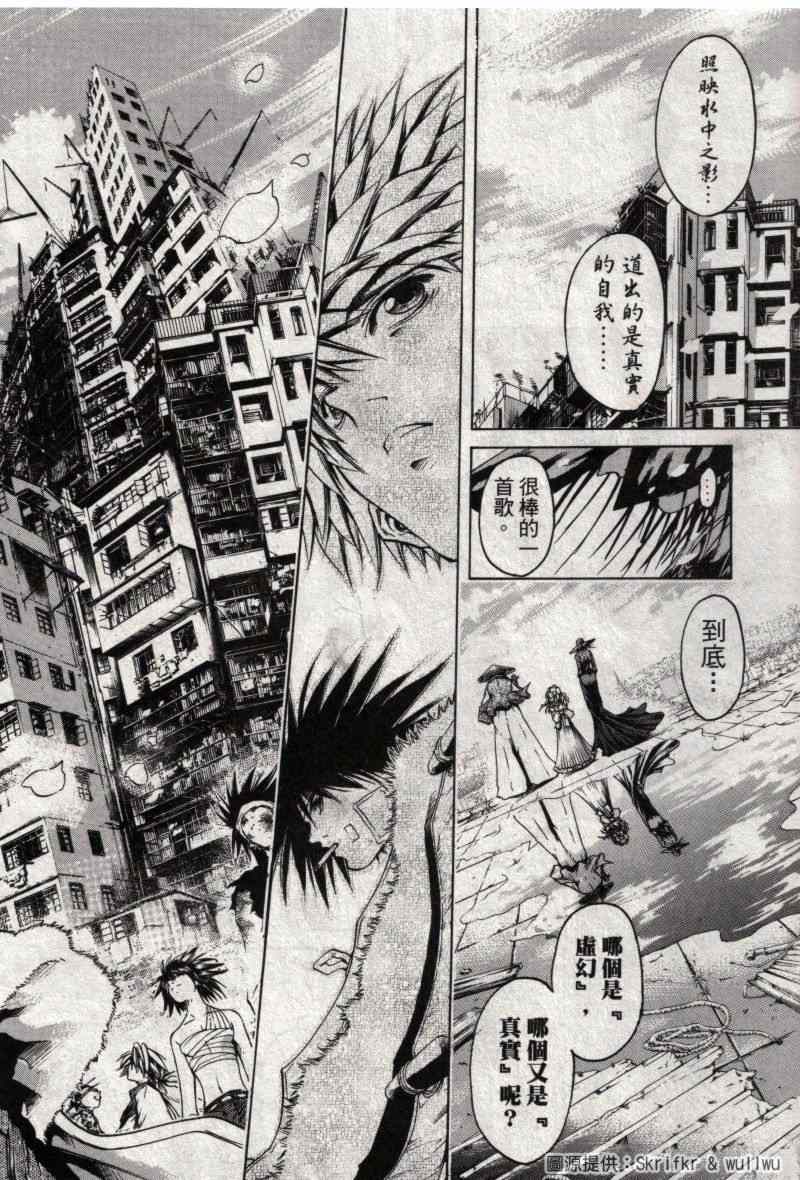 照映水中之影…
道出的是真實
的自我……
……
很棒的一
首歌。
到底…
哪個是『
虛幻』，
哪個又是『
真實』呢？
圖源提供：Skrifkr & wullwu